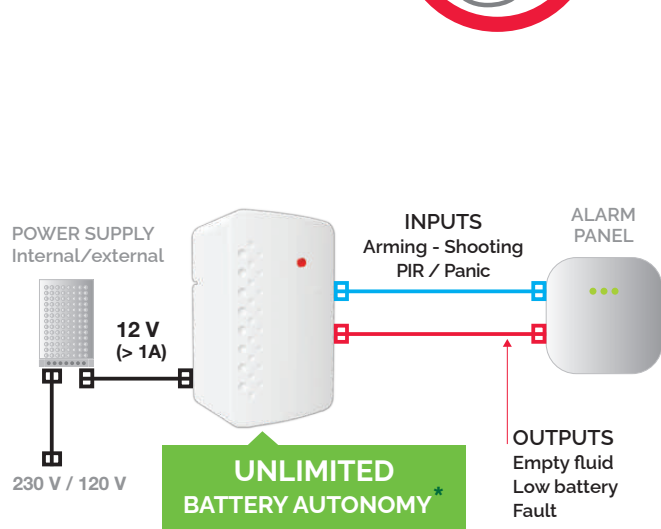 POWER SUPPLY
Internal/external
12 V
(> 1A)
230 V / 120 V
INPUTS
Arming - Shooting
PIR / Panic
ALARM
PANEL
OUTPUTS
Empty fluid
Low battery
Fault
UNLIMITED
BATTERY AUTONOMY*